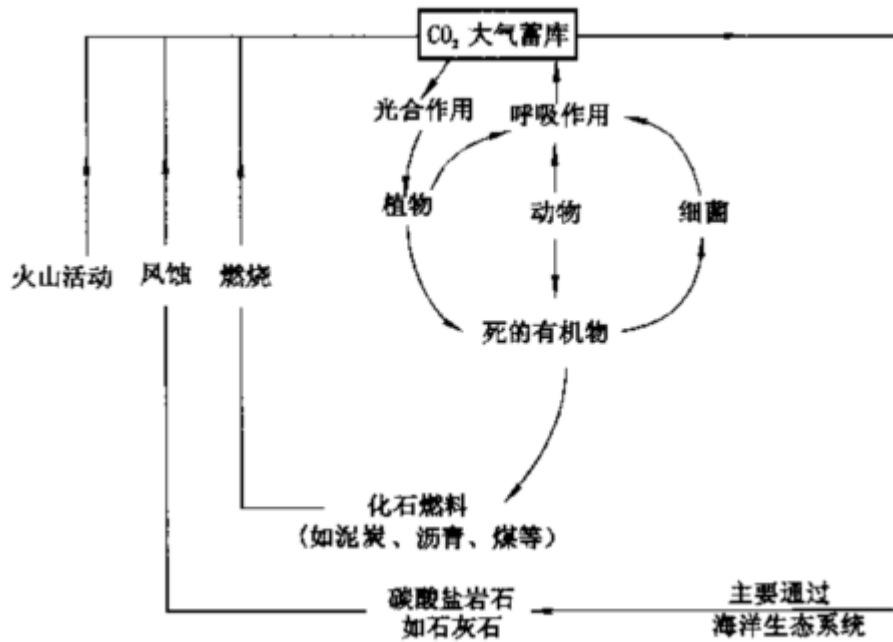 CO₂ 大气蓄库
光合作用
呼吸作用
植物
动物
细菌
火山活动
风蚀
燃烧
死的有机物
化石燃料
(如泥炭、沥青、煤等)
碳酸盐岩石
如石灰石
主要通过
海洋生态系统